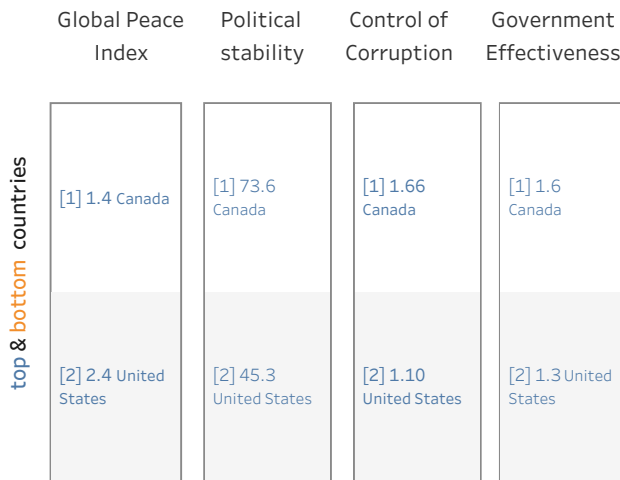 Global Peace
Index
Political
stability
Control of
Corruption
Government
Effectiveness
top & bottom countries
[1] 1.4 Canada
[1] 73.6
Canada
[1] 1.66
Canada
[1] 1.6
Canada
[2] 2.4 United
States
[2] 45.3
United States
[2] 1.10
United States
[2] 1.3 United
States